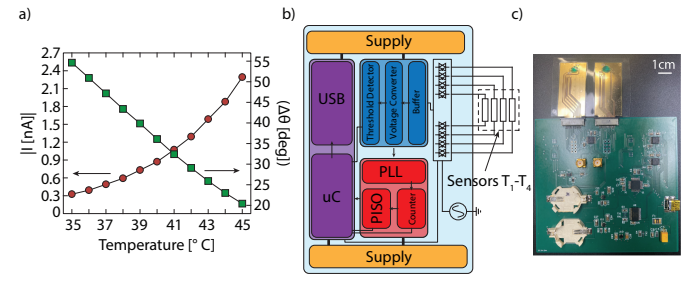 a)
2.7
2.4
2.1
1.8
1.5
1.2
0.9
0.6
0.3
0
|I [nA]|
35 37 39 41 43 45
Temperature [° C]
55
50
45
40
35
30
25
20
(Δθ [deg])
b)
Supply
USB
uC
Threshold Detector
Voltage Converter
Buffer
PLL
PISO
Counter
Supply
Sensors T1-T4
c)
1cm